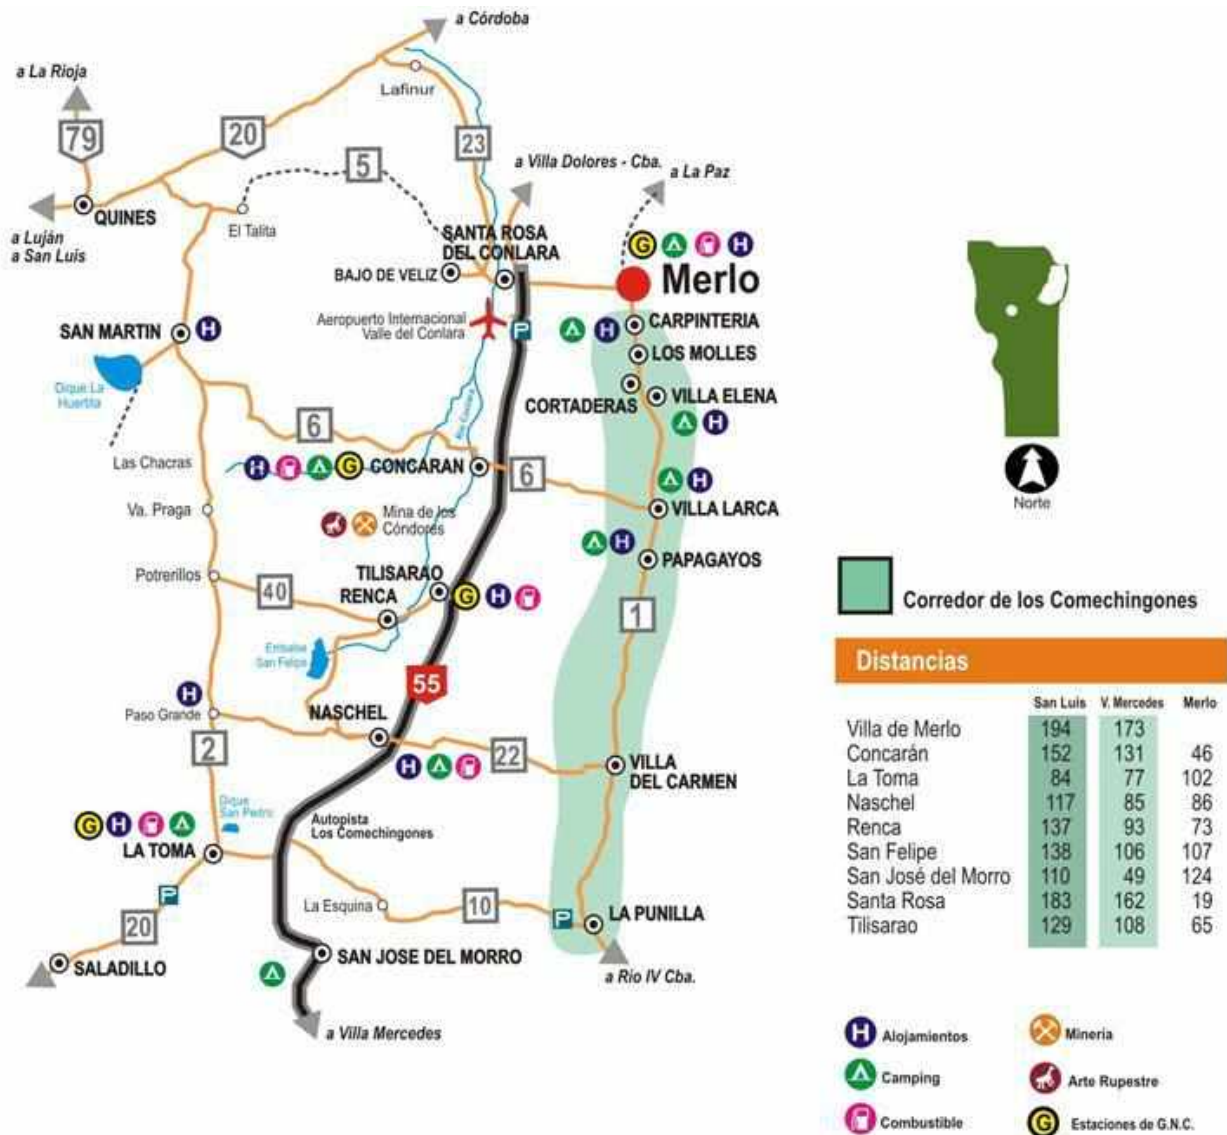 a Córdoba
a La Rioja
Lafinur
79
20
23
5
a Villa Dolores - Cba.
a La Paz
QUINES
a Luján
a San Luis
El Talita
SANTA ROSA
DEL CONLARA
G H
BAJO DE VELIZ
Merlo
Aeropuerto Internacional
Valle del Conlara
P
SAN MARTIN
H
H
CARPINTERIA
LOS MOLLES
Dique La
Huertita
CORTADERAS
VILLA ELENA
H
Río Conlara
6
Las Chacras
H G
CONCARAN
6
H
VILLA LARCA
Va. Praga
Mina de los
Cóndores
H
PAPAGAYOS
Norte
Potrerillos
40
TILISARAO
RENCA
G H
1
Corredor de los Comechingones
Embalse
San Felipe
55
H
Paso Grande
NASCHEL
2
22
H
VILLA
DEL CARMEN
Dique
San Pedro
G H
LA TOMA
Autopista
Los Comechingones
P
20
La Esquina
10
P
LA PUNILLA
SALADILLO
SAN JOSE DEL MORRO
a Rio IV Cba.
a Villa Mercedes
Distancias
San Luis V. Mercedes Merlo
Villa de Merlo 194 173
Concarán 152 131 46
La Toma 84 77 102
Naschel 117 85 86
Renca 137 93 73
San Felipe 138 106 107
San José del Morro 110 49 124
Santa Rosa 183 162 19
Tilisarao 129 108 65
H Alojamientos
Mineria
Camping
Arte Rupestre
Combustible
G Estaciones de G.N.C.